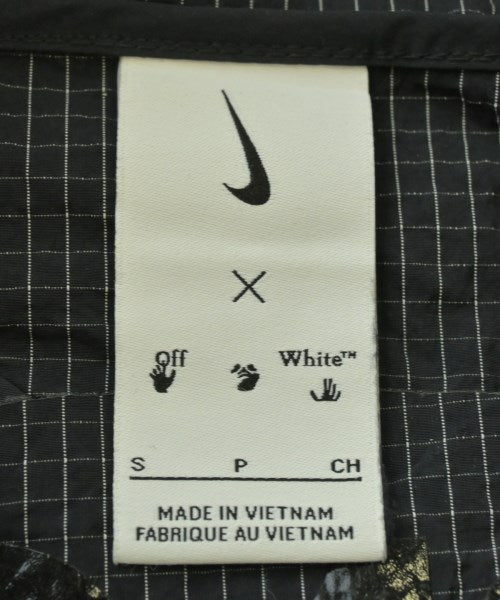 ×
Off White™
S P CH
MADE IN VIETNAM
FABRIQUE AU VIETNAM